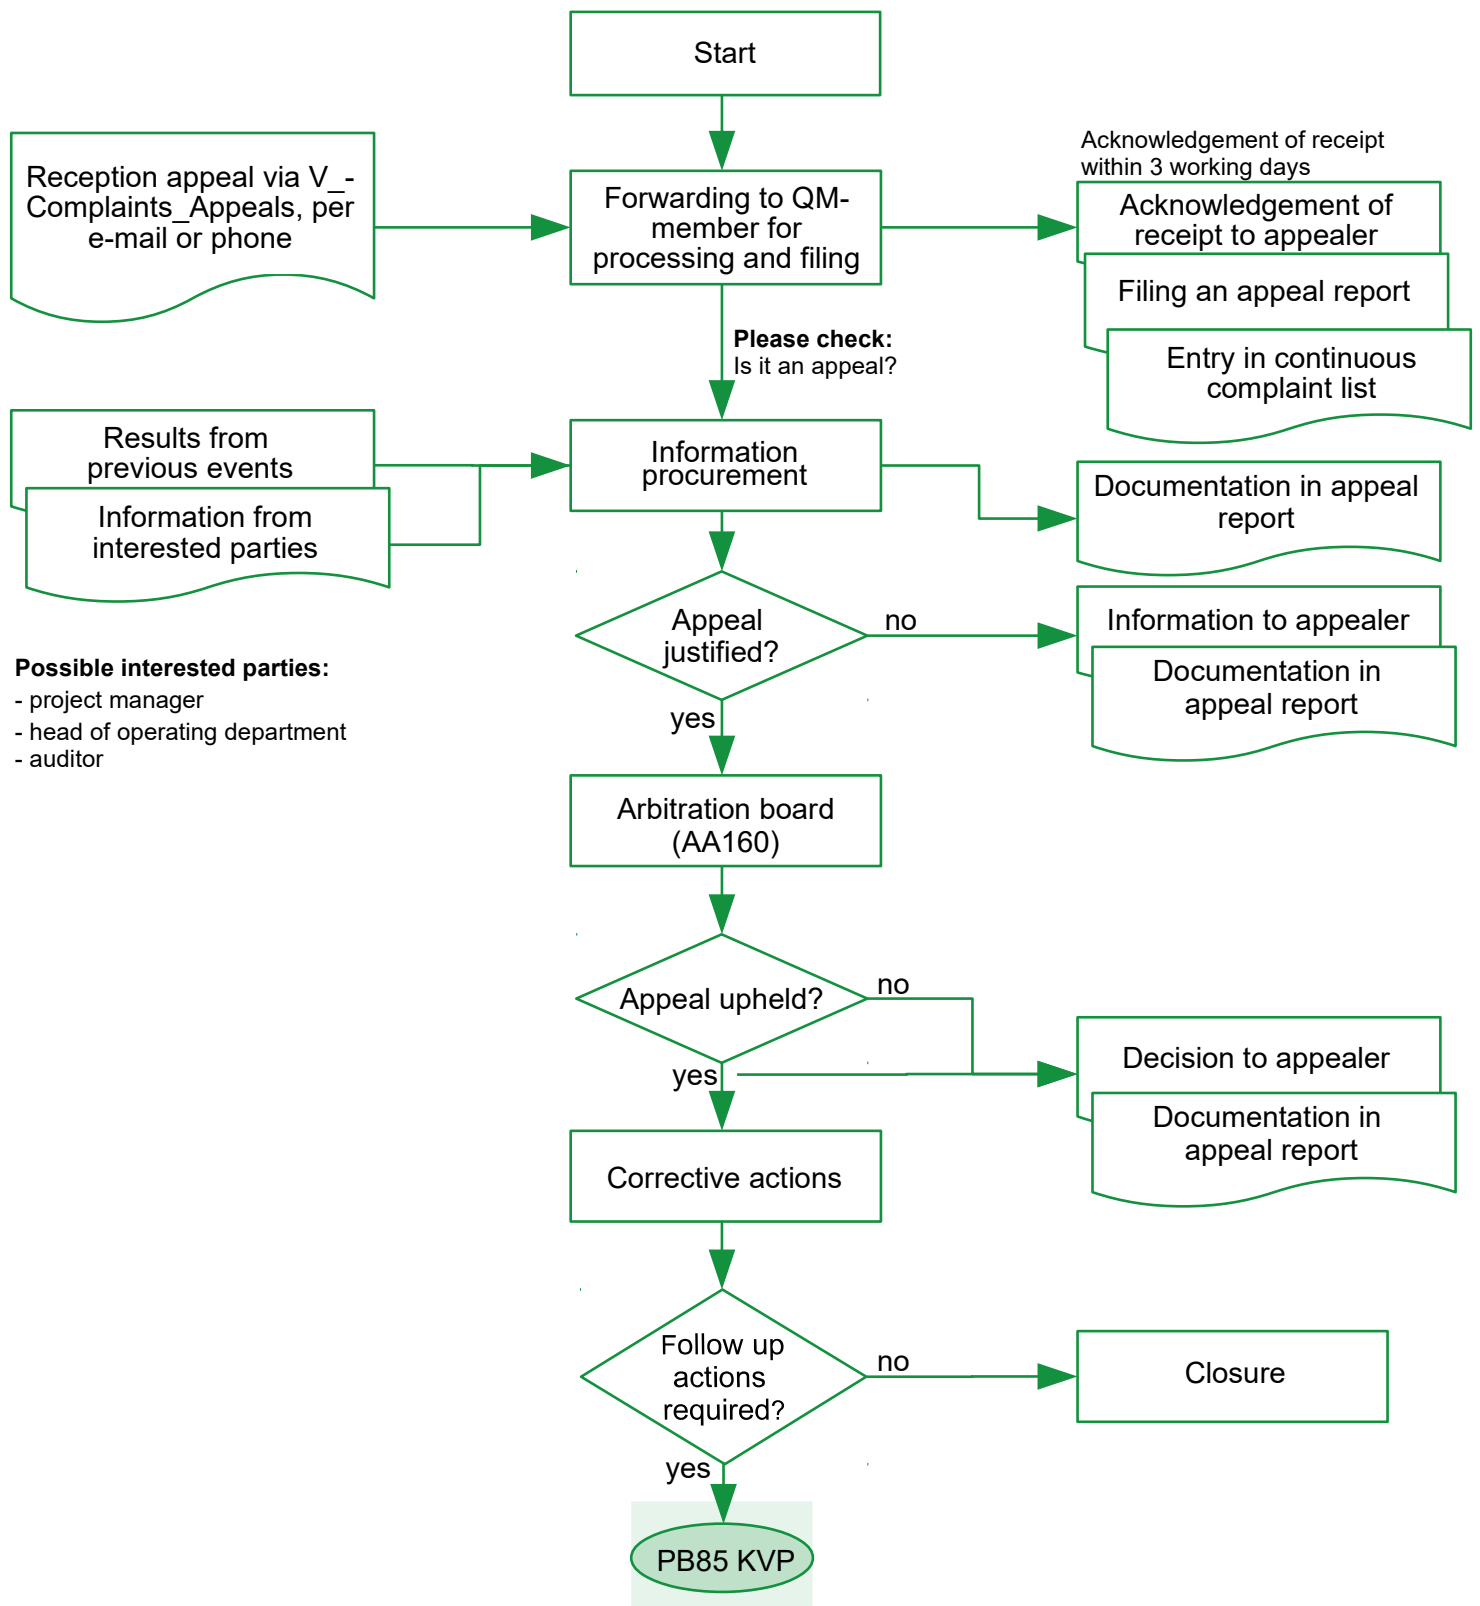 Start
Acknowledgement of receipt
within 3 working days
Reception appeal via V_-
Complaints_Appeals, per
e-mail or phone
Forwarding to QM-
member for
processing and filing
Acknowledgement of
receipt to appealer
Filing an appeal report
Entry in continuous
complaint list
Please check:
Is it an appeal?
Results from
previous events
Information from
interested parties
Information
procurement
Documentation in appeal
report
Appeal
justified?
no
Information to appealer
Documentation in
appeal report
Possible interested parties:
- project manager
- head of operating department
- auditor
yes
Arbitration board
(AA160)
Appeal upheld?
no
yes
Decision to appealer
Documentation in
appeal report
Corrective actions
Follow up
actions
required?
no
Closure
yes
PB85 KVP